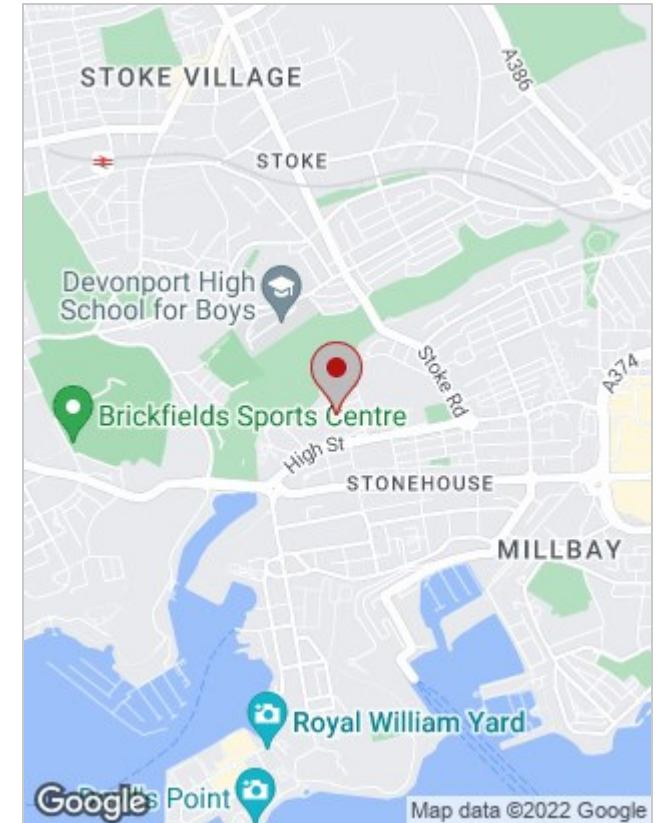 STOKE VILLAGE
A386
STOKE
Devonport High
School for Boys
Stoke Rd
A374
Brickfields Sports Centre
High St
STONEHOUSE
MILLBAY
Royal William Yard
Google
Point
Map data ©2022 Google